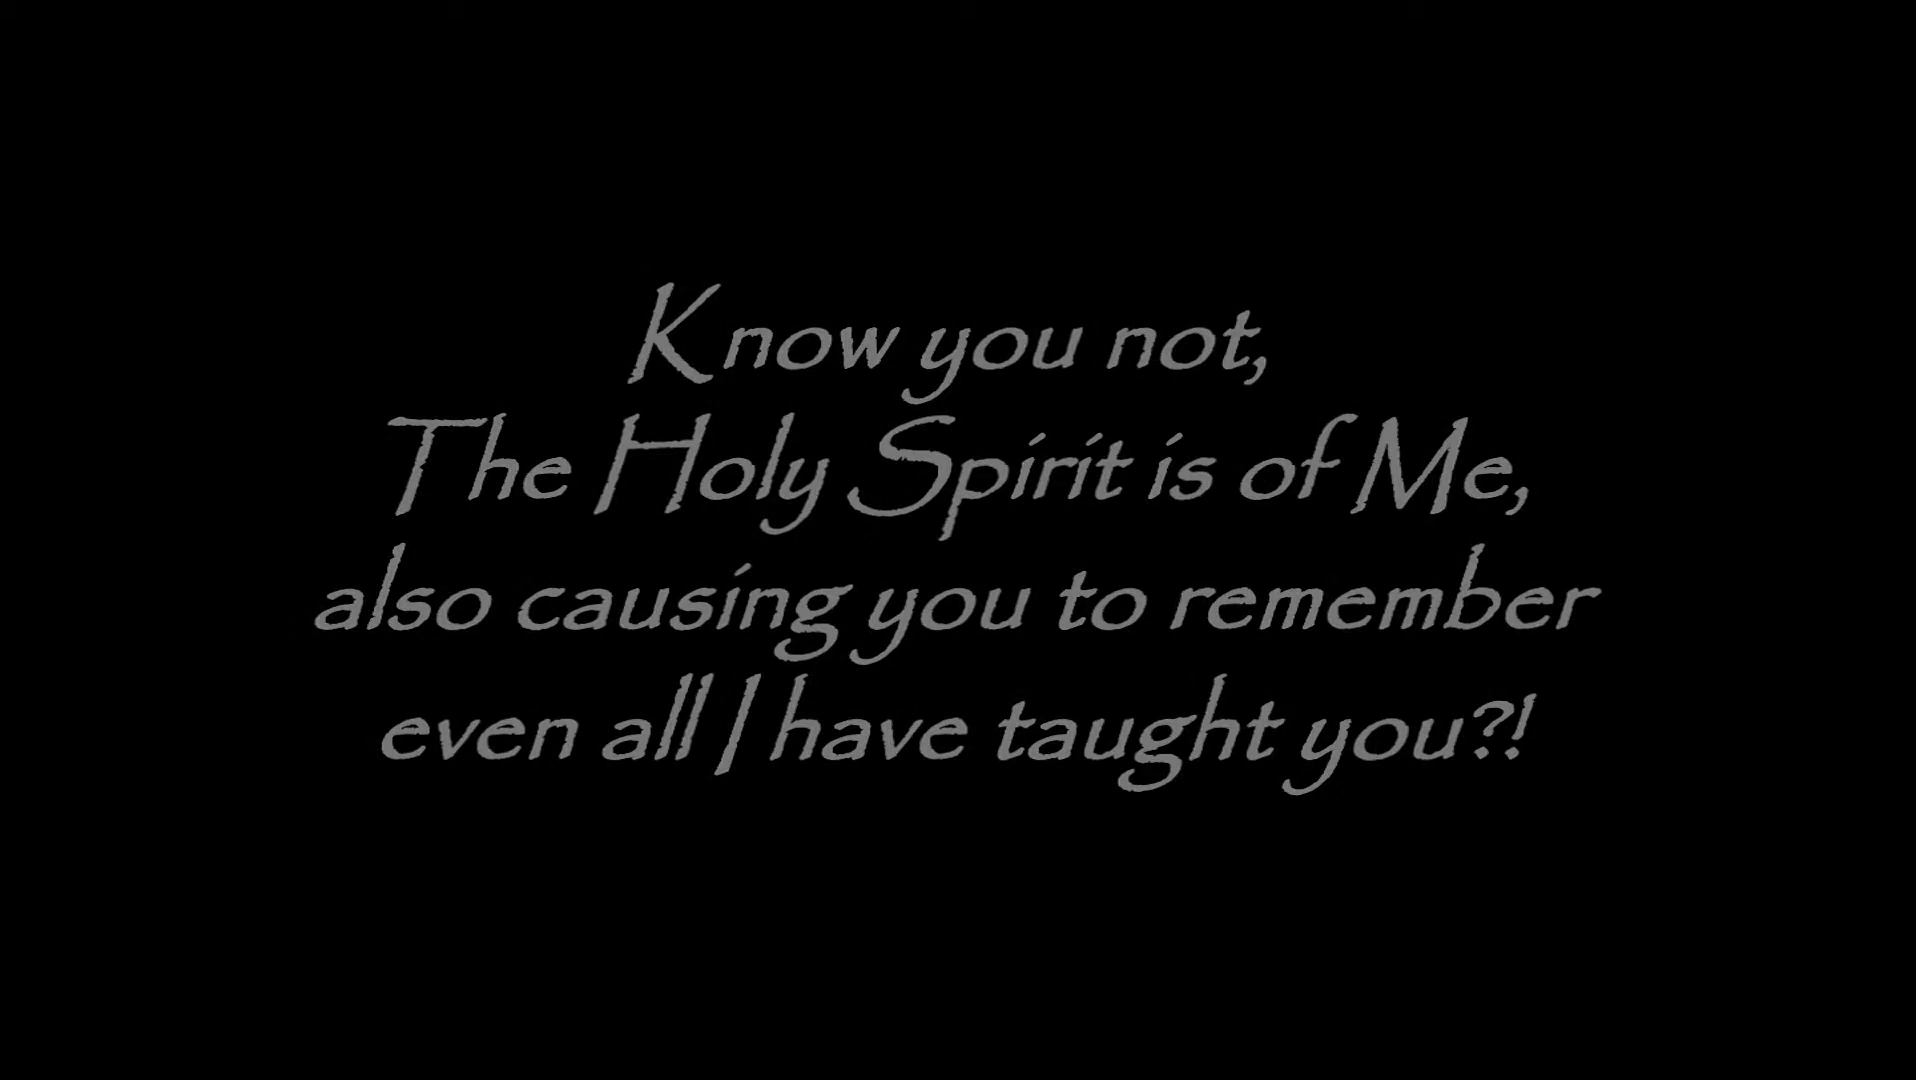 Know you not,
The Holy Spirit is of Me,
also causing you to remember
even all I have taught you?!